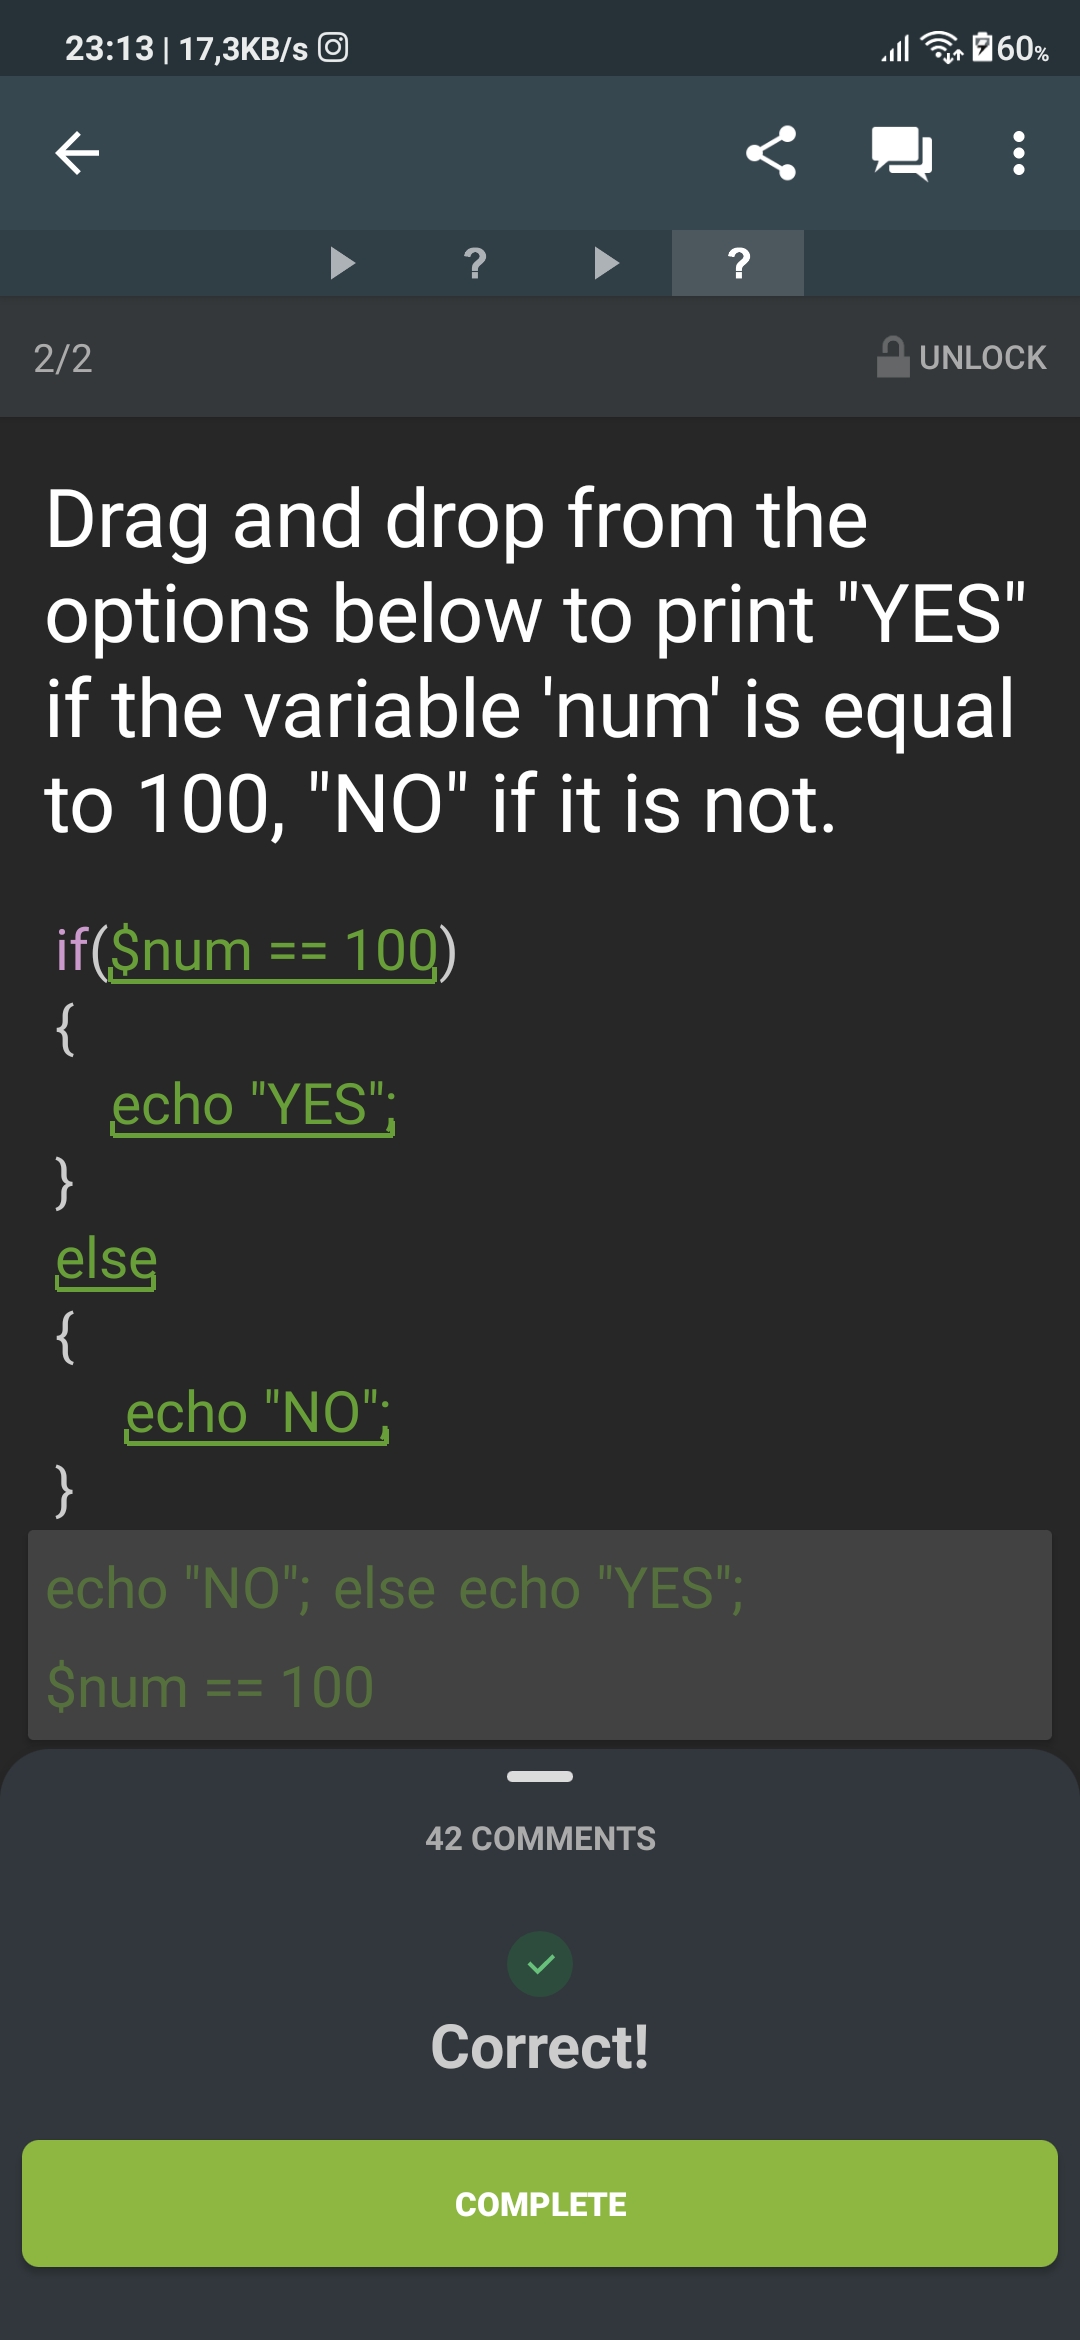 23:13 | 17,3KB/s 60%
? ?
2/2 UNLOCK
Drag and drop from the
options below to print "YES"
if the variable 'num' is equal
to 100, "NO" if it is not.
if($num == 100)
{
echo "YES";
}
else
{
echo "NO";
}
echo "NO"; else echo "YES";
$num == 100
42 COMMENTS
Correct!
COMPLETE